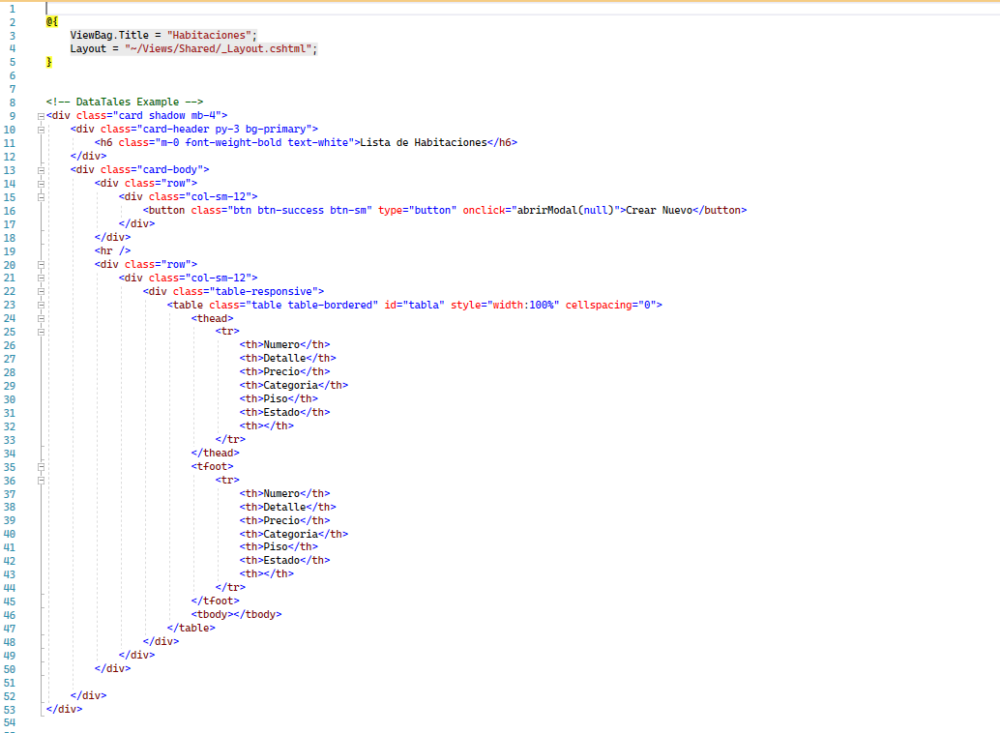 1
2 @{
3 ViewBag.Title = "Habitaciones";
4 Layout = "~/Views/Shared/_Layout.cshtml";
5 }
6
7
8 <!-- DataTales Example -->
9 <div class="card shadow mb-4">
10 <div class="card-header py-3 bg-primary">
11 <h6 class="m-0 font-weight-bold text-white">Lista de Habitaciones</h6>
12 </div>
13 <div class="card-body">
14 <div class="row">
15 <div class="col-sm-12">
16 <button class="btn btn-success btn-sm" type="button" onclick="abrirModal(null)">Crear Nuevo</button>
17 </div>
18 </div>
19 <hr />
20 <div class="row">
21 <div class="col-sm-12">
22 <div class="table-responsive">
23 <table class="table table-bordered" id="tabla" style="width:100%" cellspacing="0">
24 <thead>
25 <tr>
26 <th>Numero</th>
27 <th>Detalle</th>
28 <th>Precio</th>
29 <th>Categoria</th>
30 <th>Piso</th>
31 <th>Estado</th>
32 <th></th>
33 </tr>
34 </thead>
35 <tfoot>
36 <tr>
37 <th>Numero</th>
38 <th>Detalle</th>
39 <th>Precio</th>
40 <th>Categoria</th>
41 <th>Piso</th>
42 <th>Estado</th>
43 <th></th>
44 </tr>
45 </tfoot>
46 <tbody></tbody>
47 </table>
48 </div>
49 </div>
50 </div>
51
52 </div>
53 </div>
54